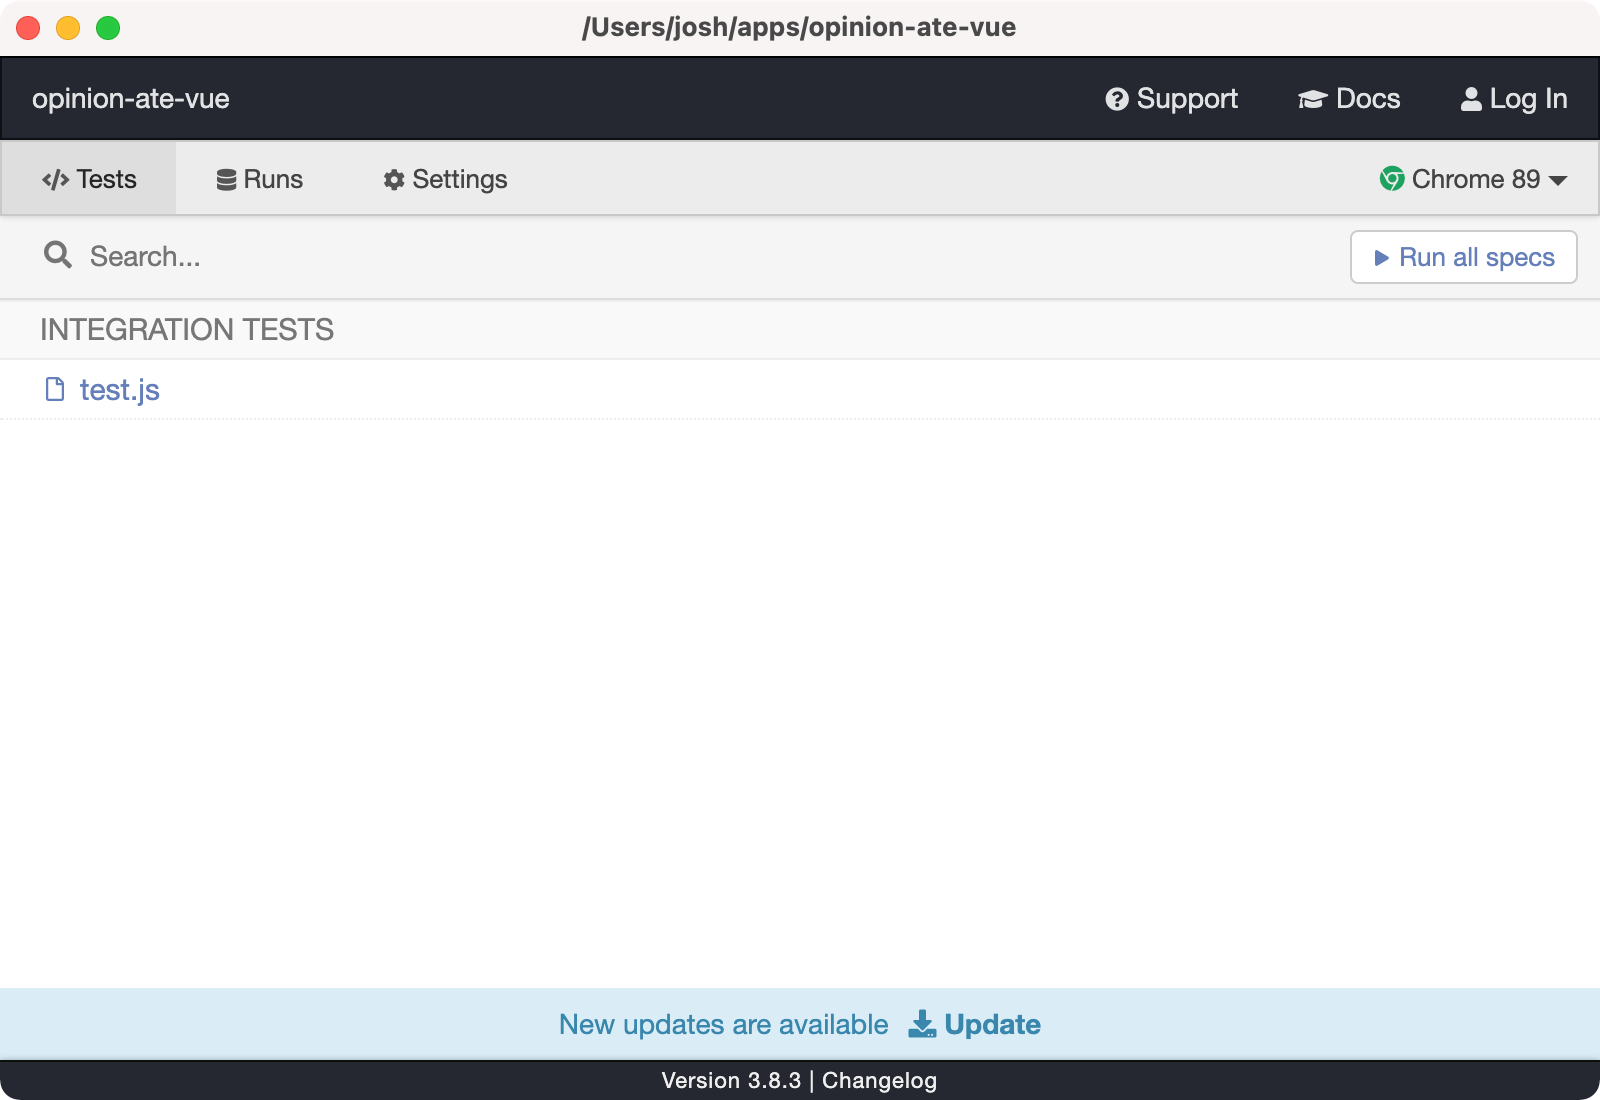 /Users/josh/apps/opinion-ate-vue
opinion-ate-vue Support Docs Log In
Tests Runs Settings Chrome 89
Search... Run all specs
INTEGRATION TESTS
test.js
New updates are available Update
Version 3.8.3 | Changelog